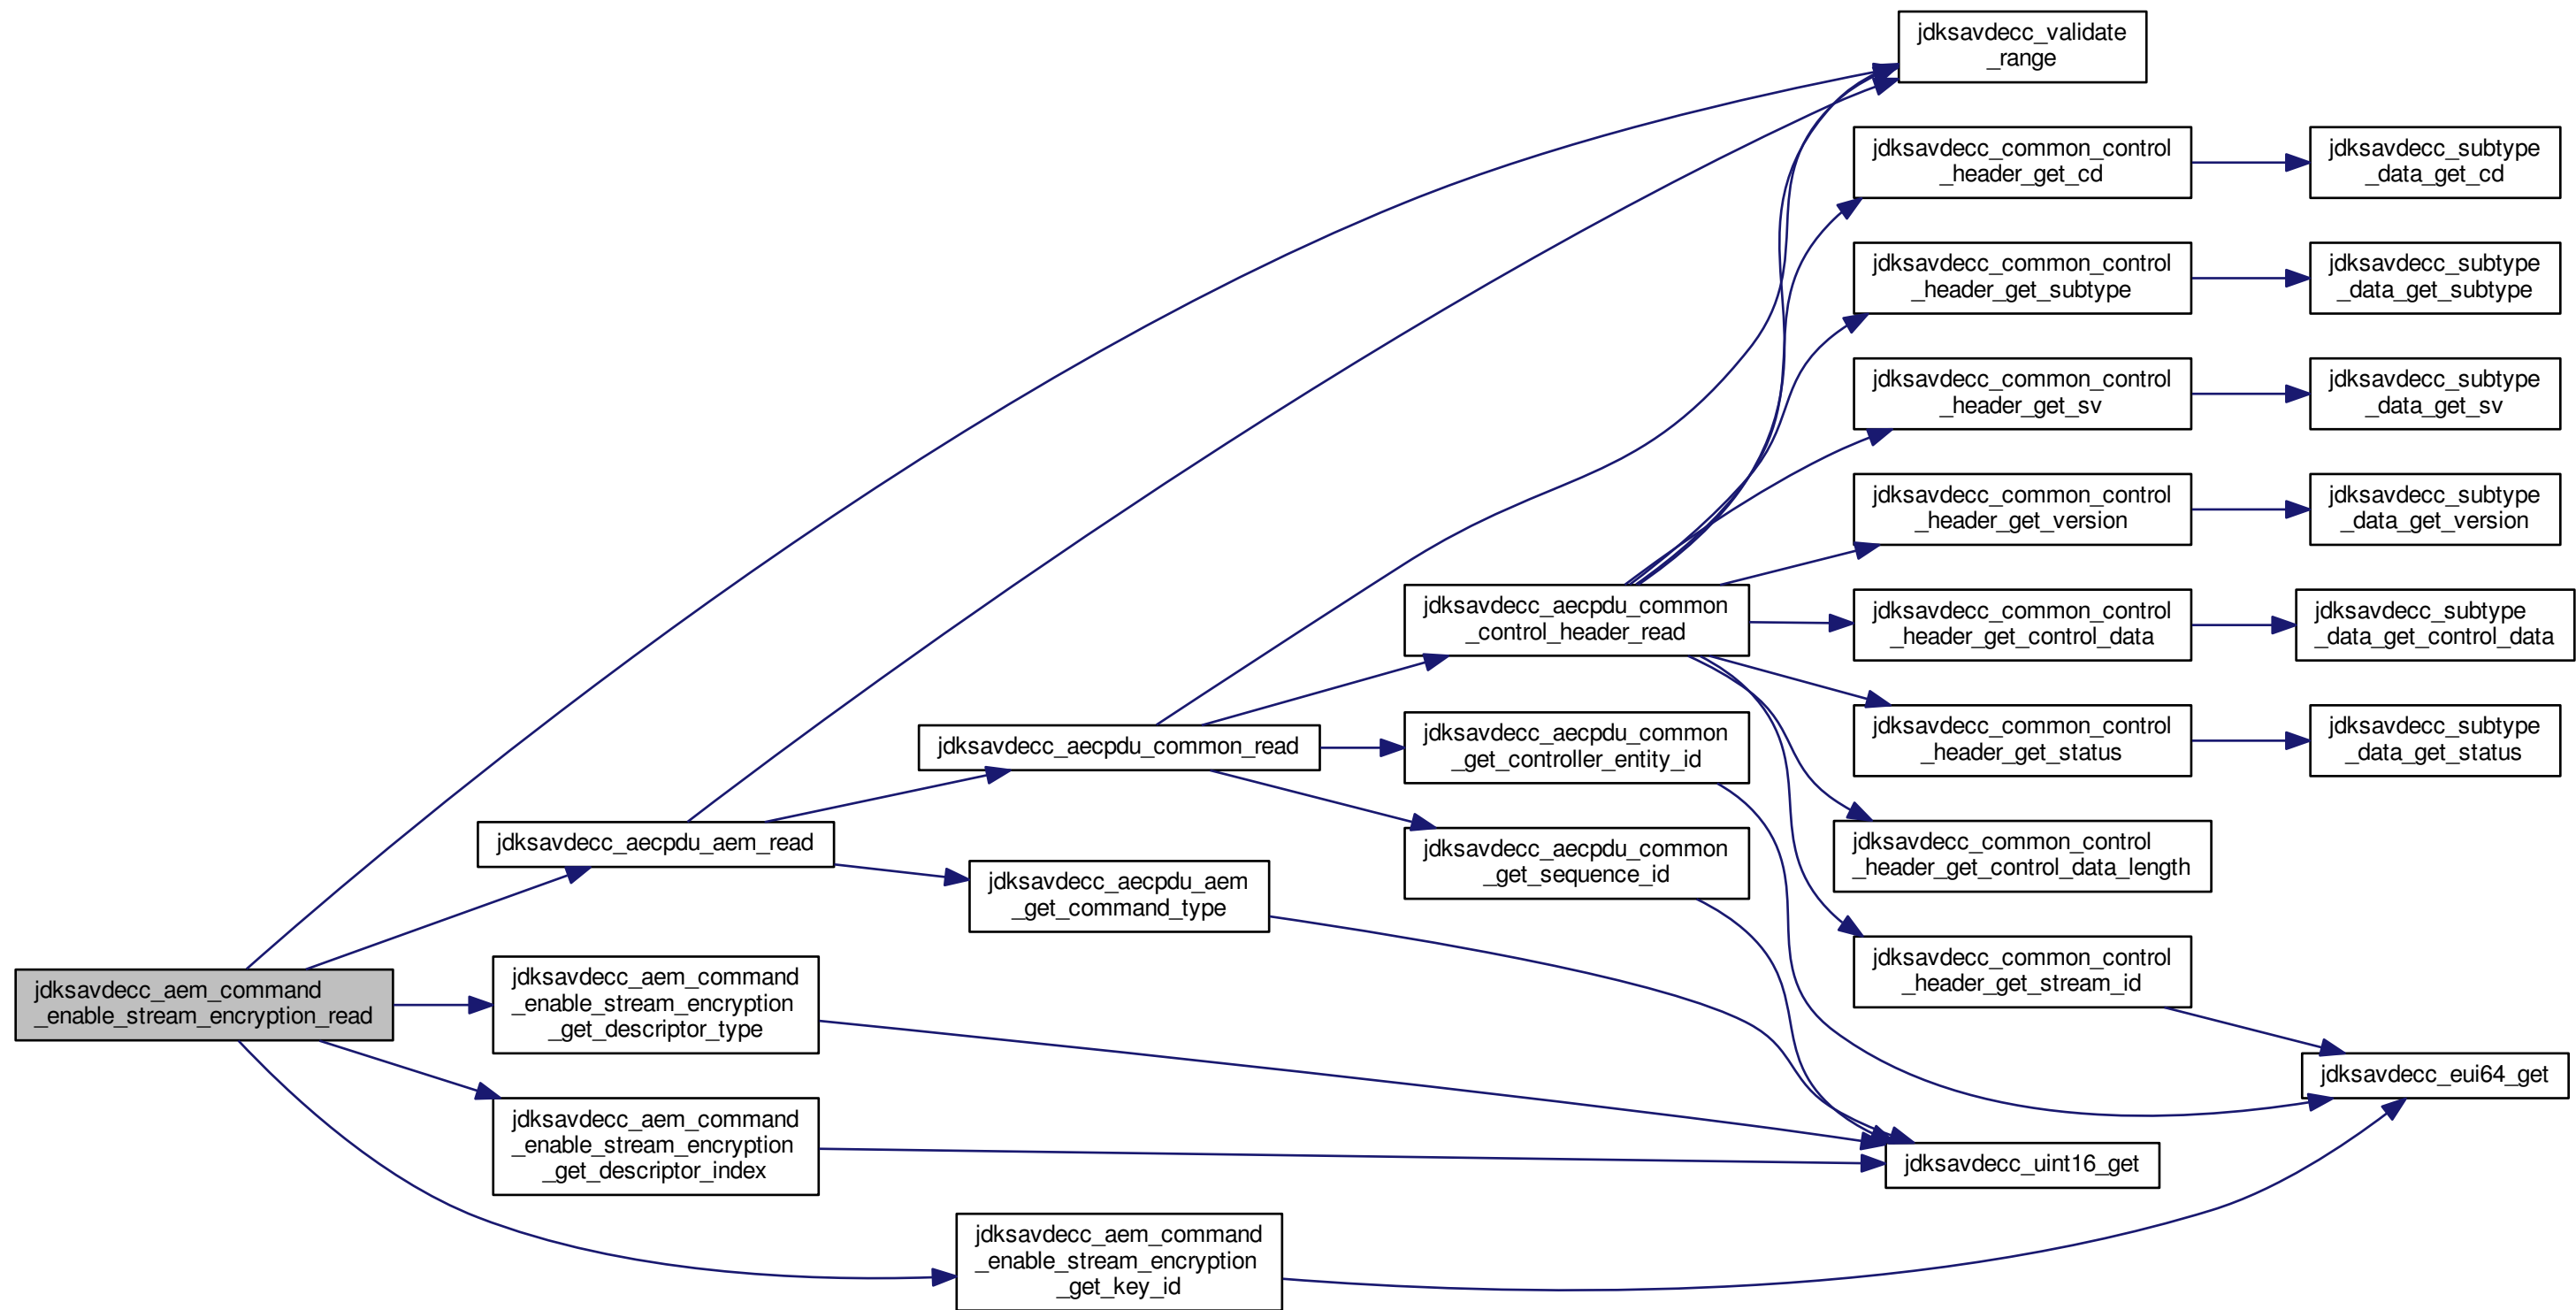 jdksavdecc_validate
_range
jdksavdecc_common_control
_header_get_cd
jdksavdecc_subtype
_data_get_cd
jdksavdecc_common_control
_header_get_subtype
jdksavdecc_subtype
_data_get_subtype
jdksavdecc_common_control
_header_get_sv
jdksavdecc_subtype
_data_get_sv
jdksavdecc_common_control
_header_get_version
jdksavdecc_subtype
_data_get_version
jdksavdecc_aecpdu_common
_control_header_read
jdksavdecc_common_control
_header_get_control_data
jdksavdecc_subtype
_data_get_control_data
jdksavdecc_aecpdu_common_read
jdksavdecc_aecpdu_common
_get_controller_entity_id
jdksavdecc_common_control
_header_get_status
jdksavdecc_subtype
_data_get_status
jdksavdecc_aecpdu_aem_read
jdksavdecc_aecpdu_common
_get_sequence_id
jdksavdecc_common_control
_header_get_control_data_length
jdksavdecc_aecpdu_aem
_get_command_type
jdksavdecc_common_control
_header_get_stream_id
jdksavdecc_aem_command
_enable_stream_encryption_read
jdksavdecc_aem_command
_enable_stream_encryption
_get_descriptor_type
jdksavdecc_eui64_get
jdksavdecc_aem_command
_enable_stream_encryption
_get_descriptor_index
jdksavdecc_uint16_get
jdksavdecc_aem_command
_enable_stream_encryption
_get_key_id